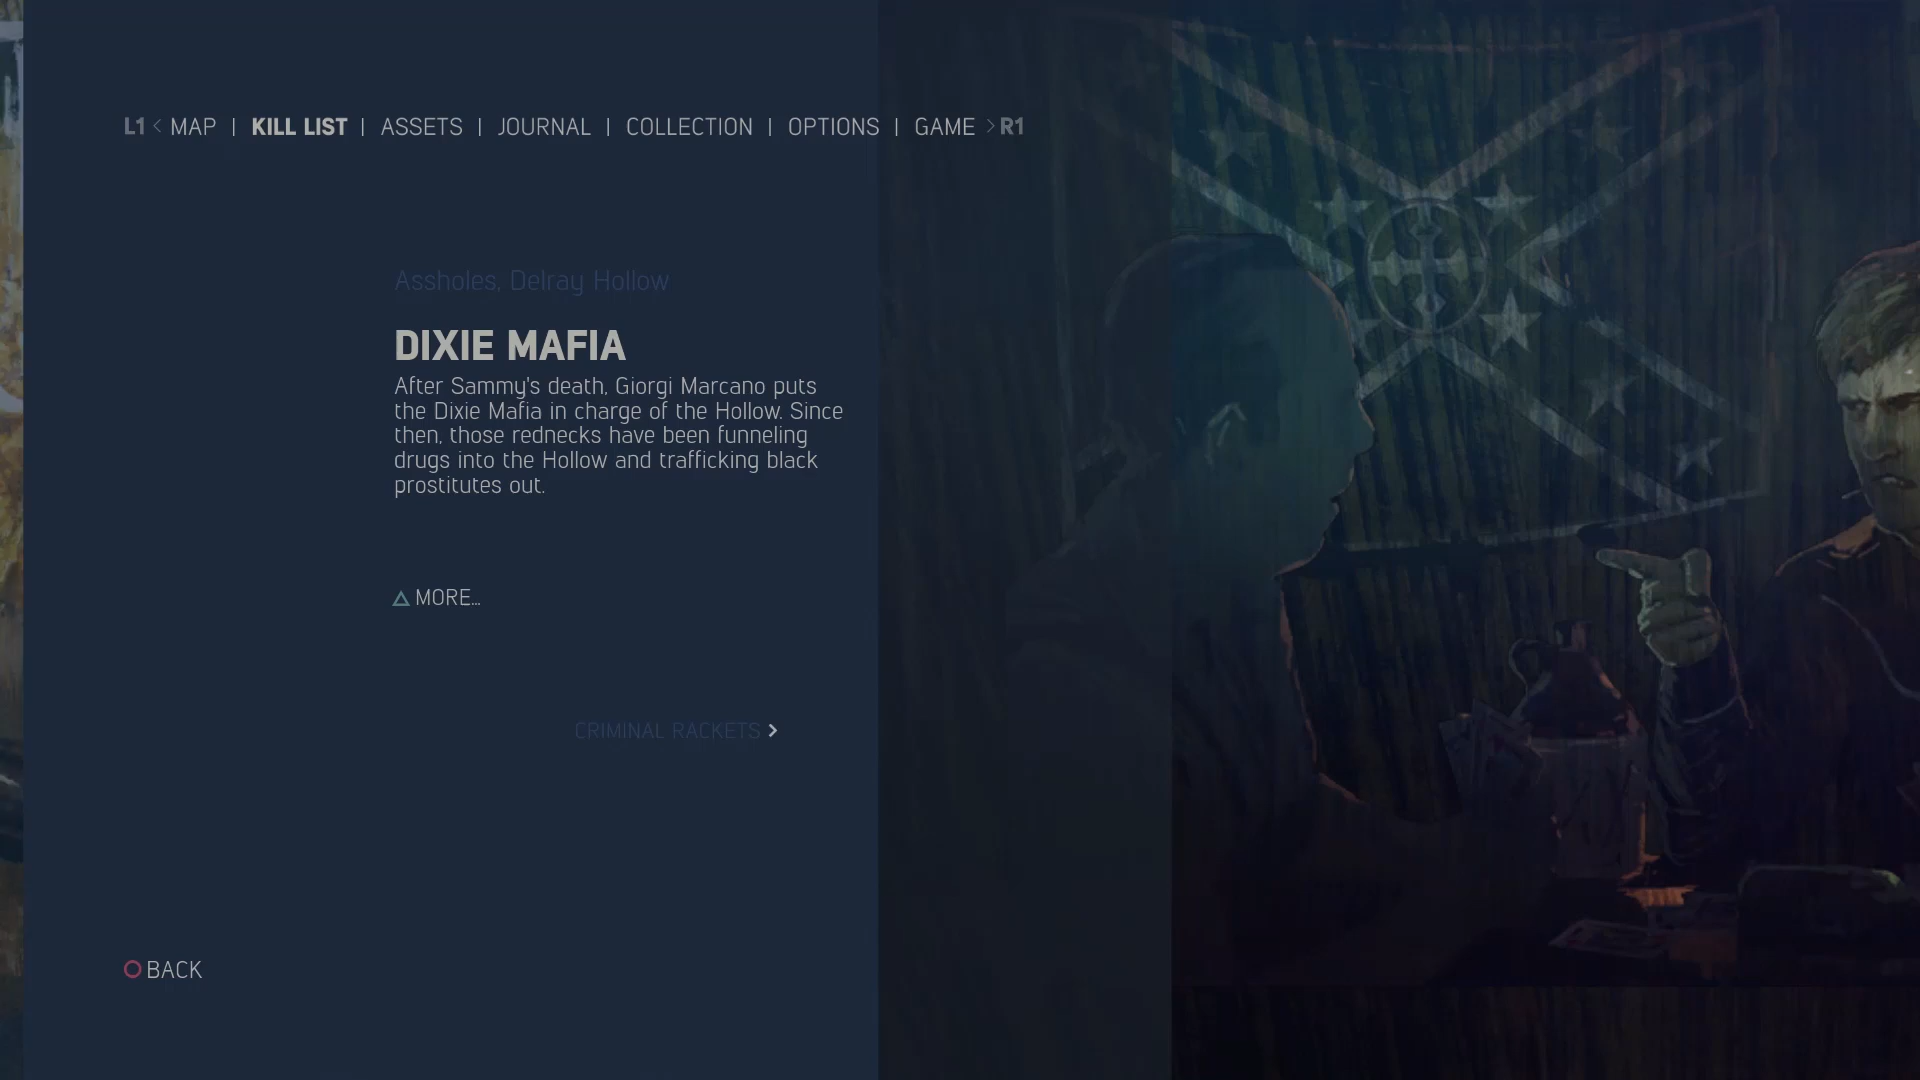 L1 < MAP | KILL LIST | ASSETS | JOURNAL | COLLECTION | OPTIONS | GAME > R1
Assholes, Delray Hollow
DIXIE MAFIA
After Sammy's death, Giorgi Marcano puts
the Dixie Mafia in charge of the Hollow. Since
then, those rednecks have been funneling
drugs into the Hollow and trafficking black
prostitutes out.
MORE...
CRIMINAL RACKETS >
BACK